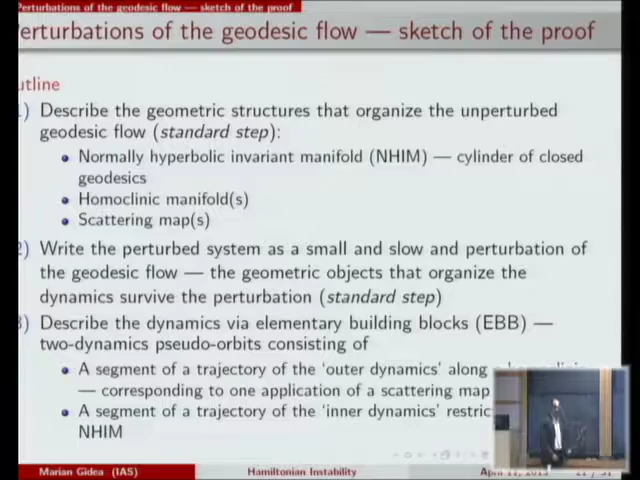 Perturbations of the geodesic flow — sketch of the proof
erturbations of the geodesic flow — sketch of the proof
utline
) Describe the geometric structures that organize the unperturbed
geodesic flow (standard step):
• Normally hyperbolic invariant manifold (NHIM) — cylinder of closed
geodesics
• Homoclinic manifold(s)
• Scattering map(s)
2) Write the perturbed system as a small and slow and perturbation of
the geodesic flow — the geometric objects that organize the
dynamics survive the perturbation (standard step)
3) Describe the dynamics via elementary building blocks (EBB) —
two-dynamics pseudo-orbits consisting of
• A segment of a trajectory of the 'outer dynamics' along
— corresponding to one application of a scattering map
• A segment of a trajectory of the 'inner dynamics' restric
NHIM
Marian Gidea (IAS) Hamiltonian Instability April 11,